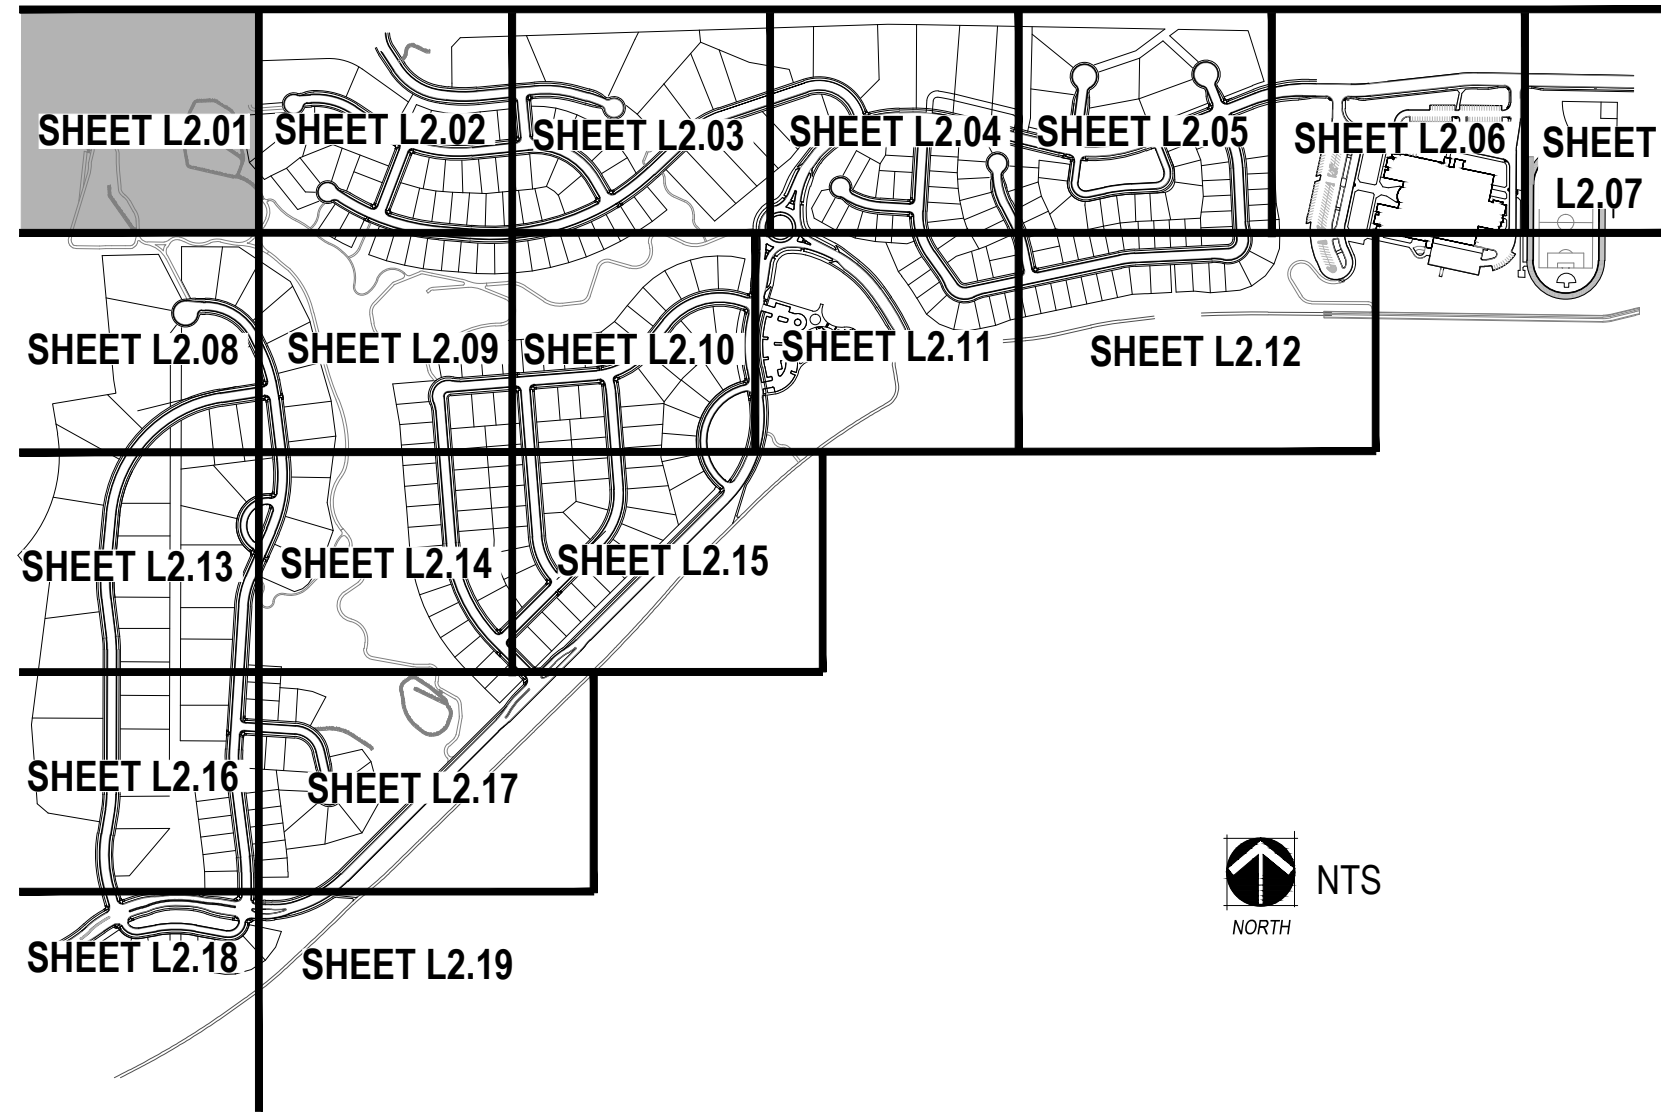 SHEET L2.01
SHEET L2.02
SHEET L2.03
SHEET L2.04
SHEET L2.05
SHEET L2.06
SHEET
L2.07
SHEET L2.08
SHEET L2.09
SHEET L2.10
SHEET L2.11
SHEET L2.12
SHEET L2.13
SHEET L2.14
SHEET L2.15
SHEET L2.16
SHEET L2.17
SHEET L2.18
SHEET L2.19
NTS
NORTH